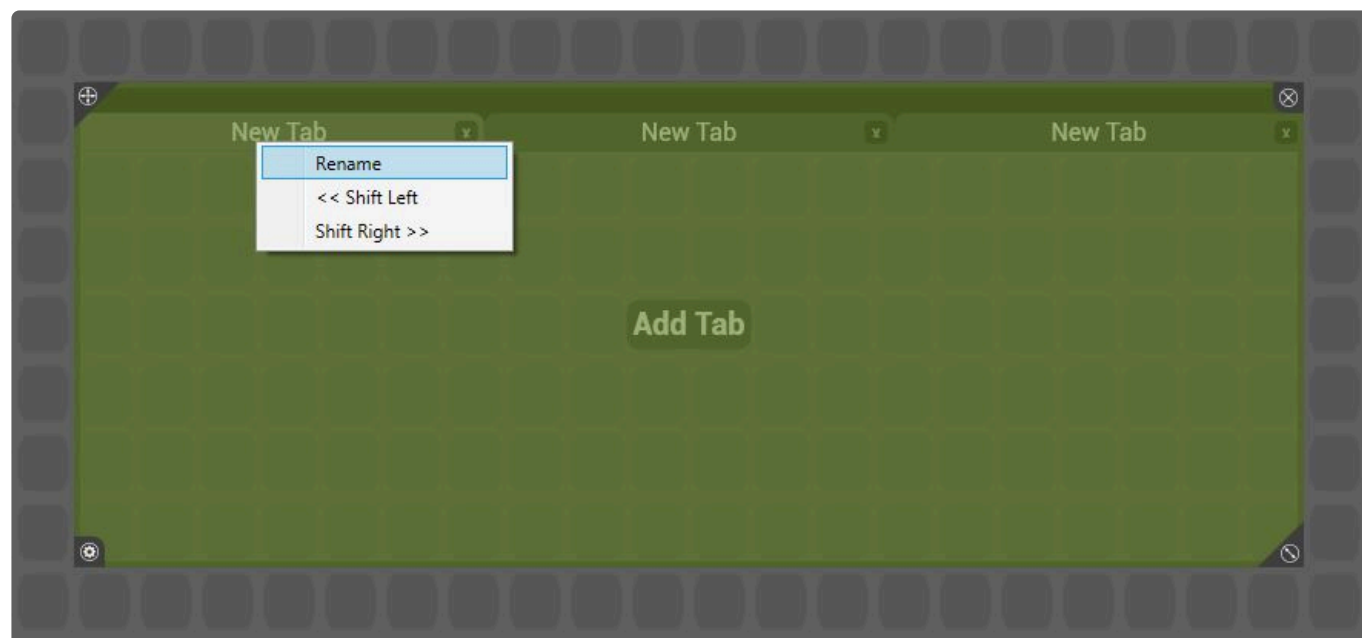 New Tab x New Tab x New Tab x
Rename
<< Shift Left
Shift Right >>
Add Tab